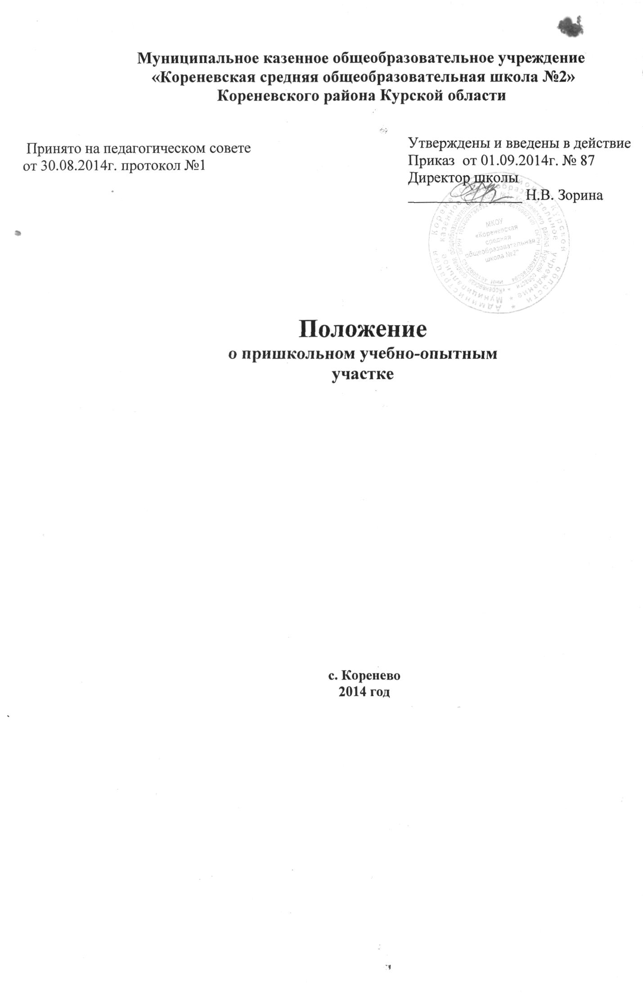 Муниципальное казенное общеобразовательное учреждение
«Кореневская средняя общеобразовательная школа №2»
Кореневского района Курской области
Принято на педагогическом совете
от 30.08.2014г. протокол №1
Утверждены и введены в действие
Приказ от 01.09.2014г. № 87
Директор школы
Н.В. Зорина
МКОУ
«Кореневская
средняя
общеобразовательная
школа №2"
Положение
о пришкольном учебно-опытным
участке
с. Коренево
2014 год